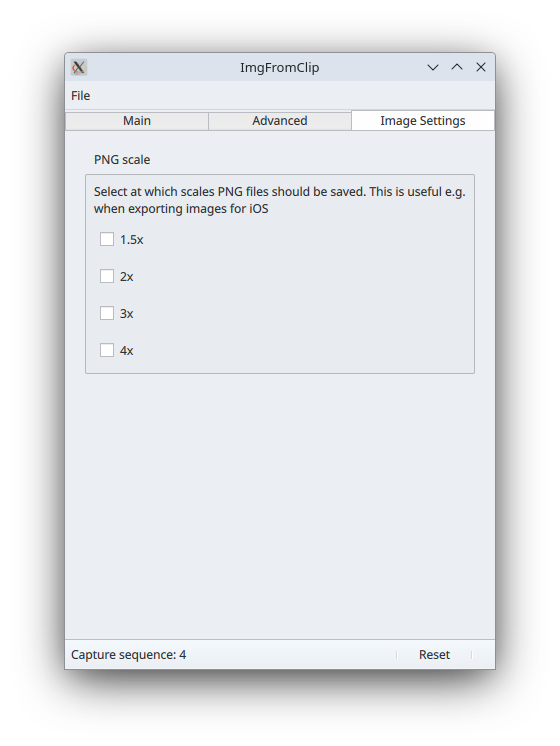 ImgFromClip
File
Main
Advanced
Image Settings
PNG scale
Select at which scales PNG files should be saved. This is useful e.g.
when exporting images for iOS
1.5x
2x
3x
4x
Capture sequence: 4
Reset